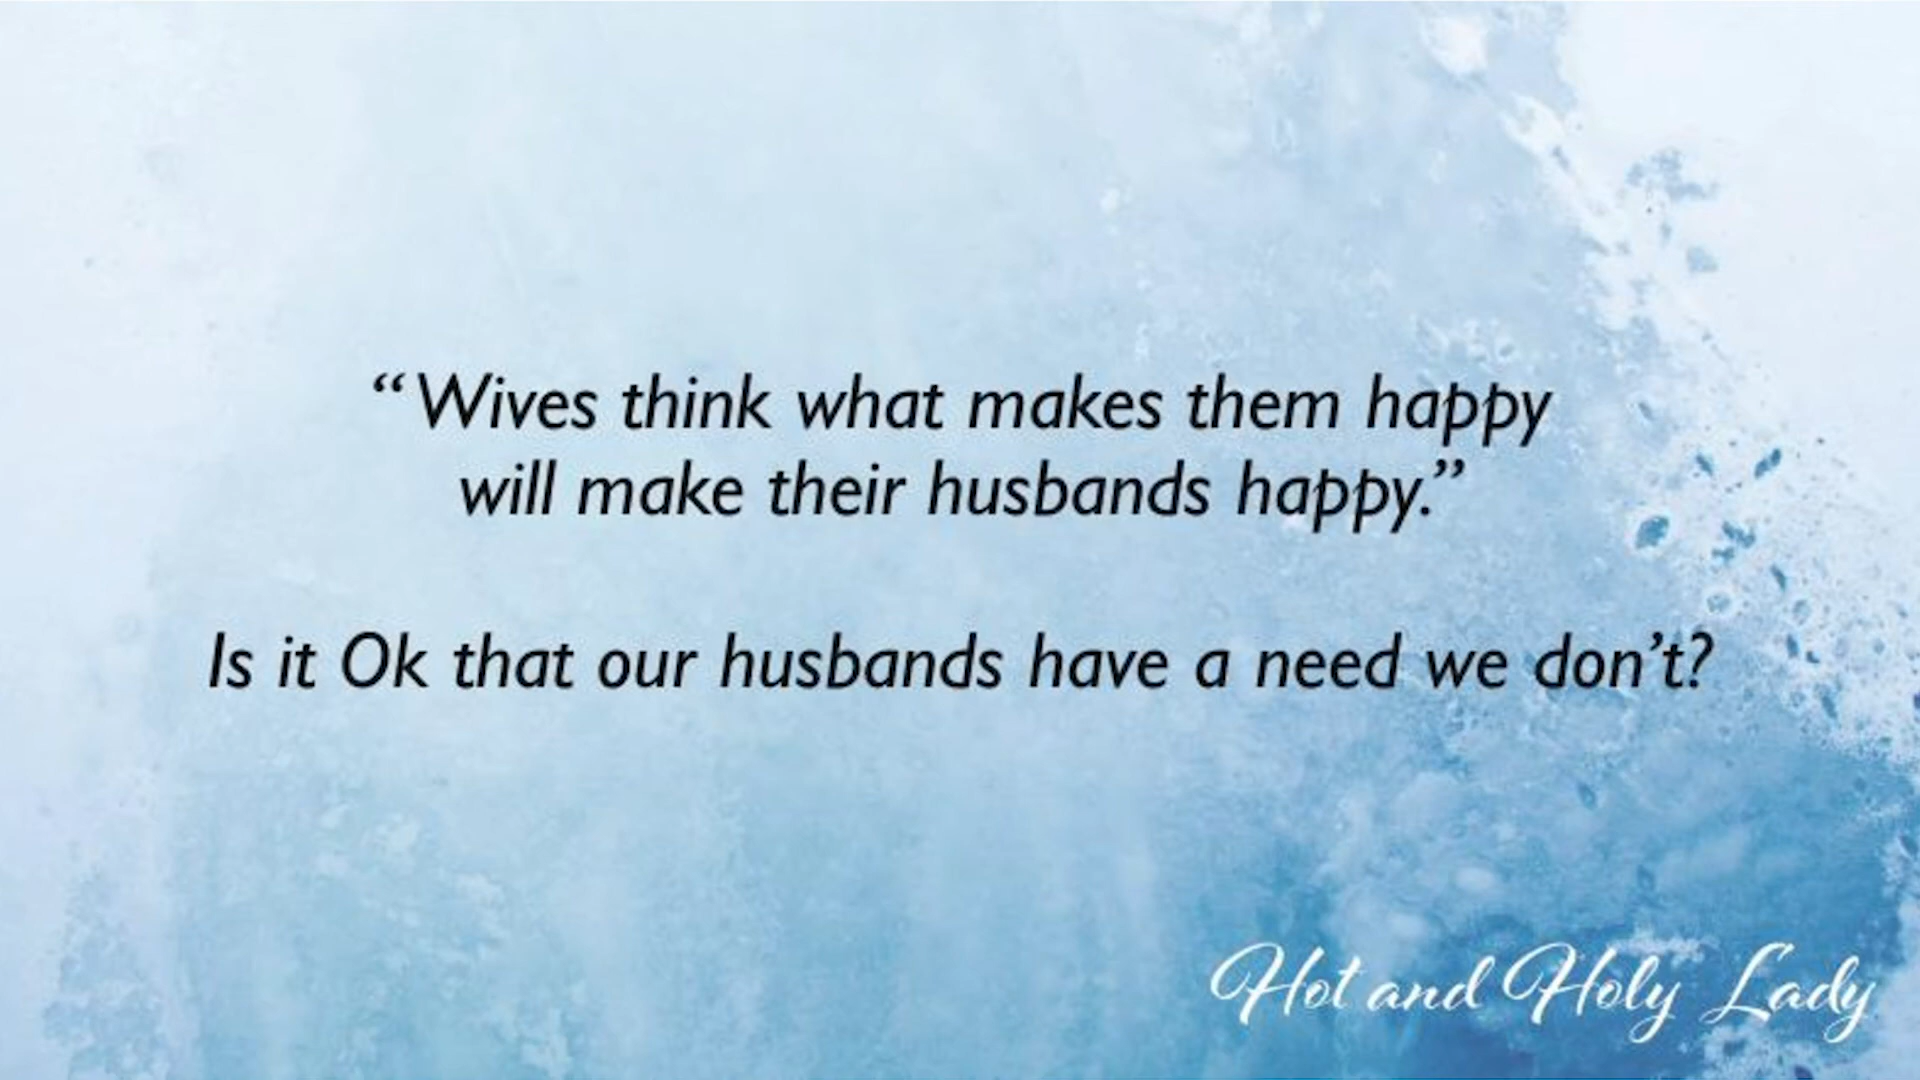 “Wives think what makes them happy
will make their husbands happy.”
Is it Ok that our husbands have a need we don’t?
Hot and Holy Lady